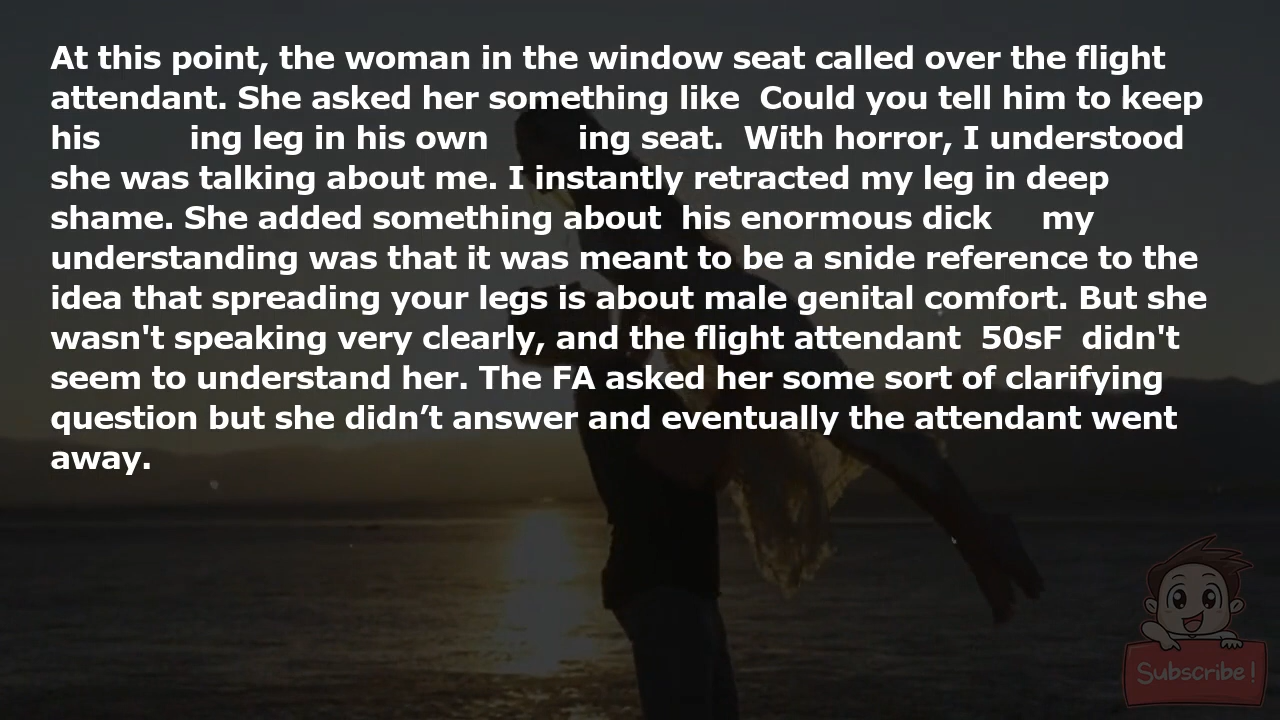 At this point, the woman in the window seat called over the flight
attendant. She asked her something like  Could you tell him to keep
his         ing leg in his own         ing seat.  With horror, I understood
she was talking about me. I instantly retracted my leg in deep
shame. She added something about  his enormous dick     my
understanding was that it was meant to be a snide reference to the
idea that spreading your legs is about male genital comfort. But she
wasn't speaking very clearly, and the flight attendant  50sF  didn't
seem to understand her. The FA asked her some sort of clarifying
question but she didn’t answer and eventually the attendant went
away.
Subscribe!